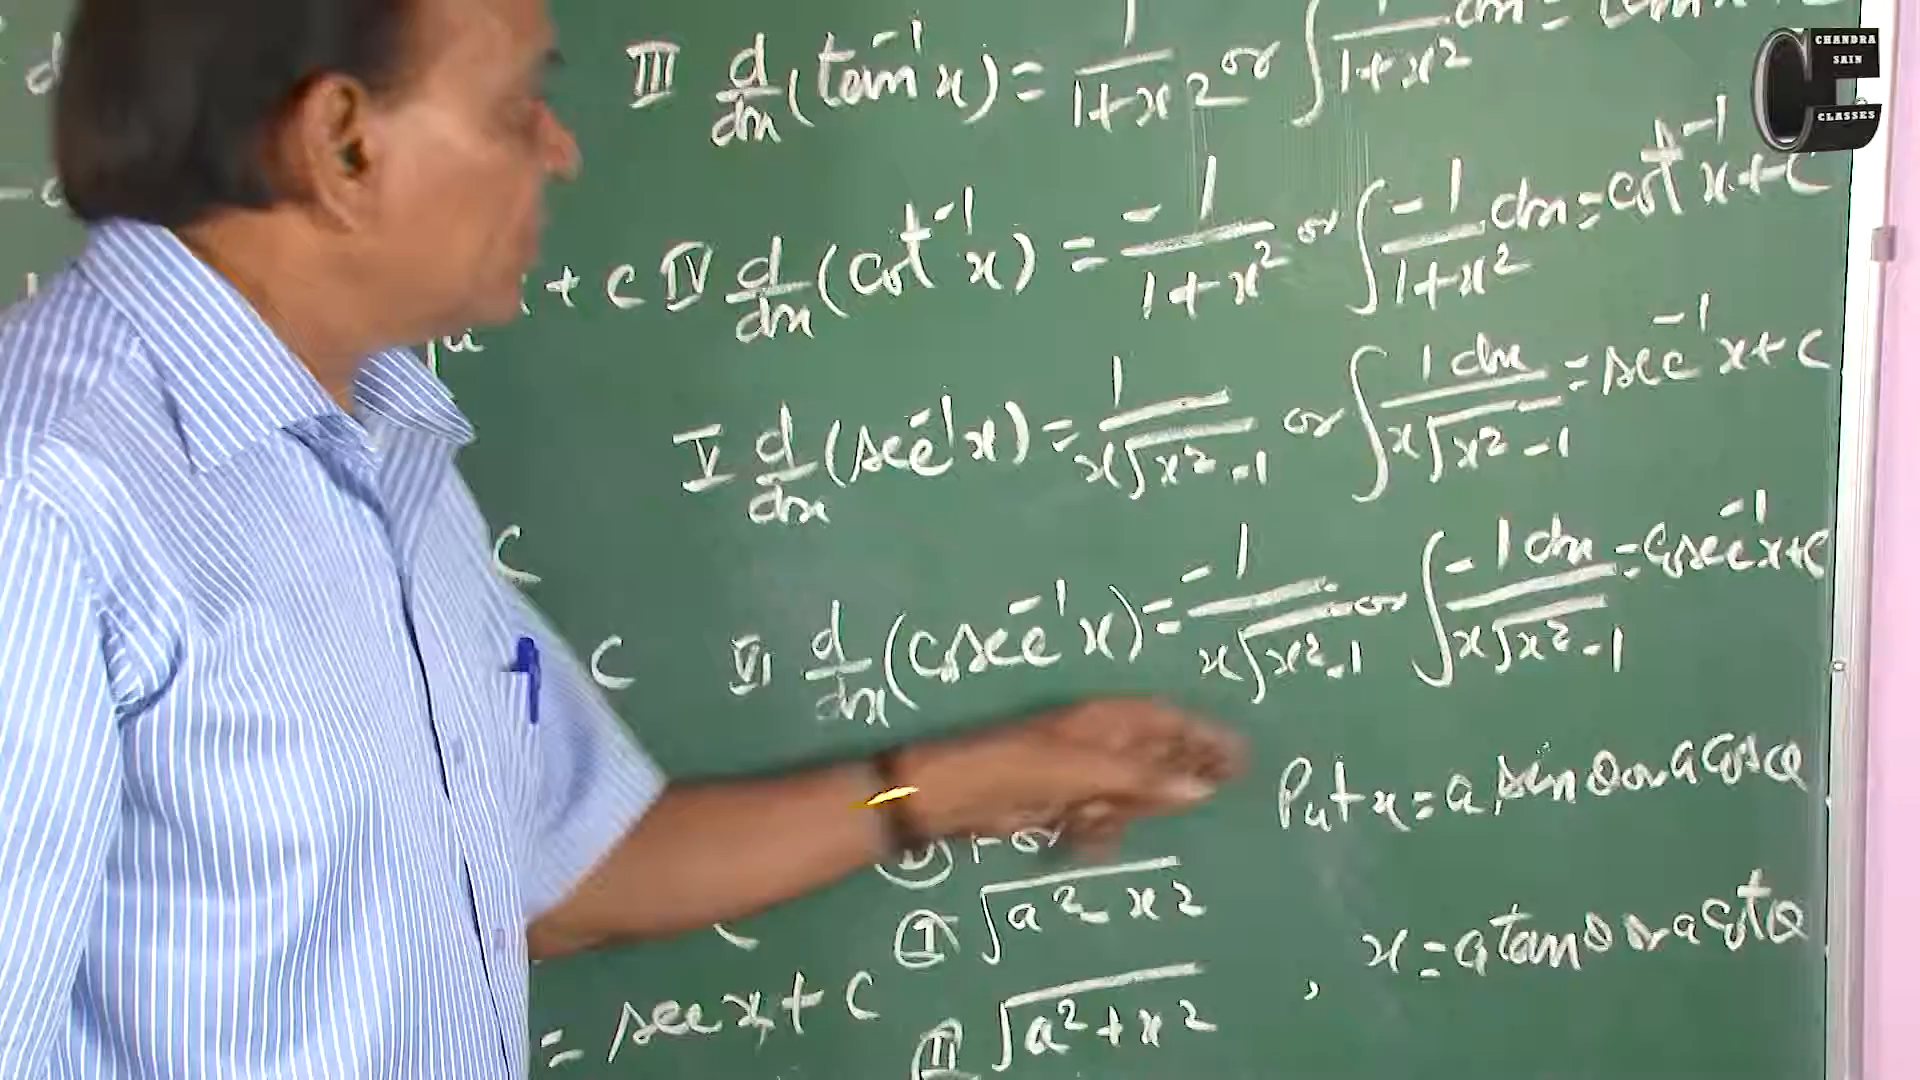 III d/dx (tan⁻¹x) = 1/1+x2 or ∫ 1/1+x² dx = tan⁻¹x + C
CHANDRA
SAIN
CLASSES
+ C IV d/dx (cot⁻¹x) = -1/1+x² or ∫ -1/1+x² dx = cot⁻¹x + C
V d/dx (sec⁻¹x) = 1/x√x²-1 or ∫ 1 dx/x√x²-1 = sec⁻¹x + C
C
VI d/dx (cosec⁻¹x) = -1/x√x²-1 or ∫ -1 dx/x√x²-1 = cosec⁻¹x + C
C
Put x = a sin θ or a cos θ
or
I √a² x² x = a tan θ or a cot θ
= sec x + C
II √a² + x² ,